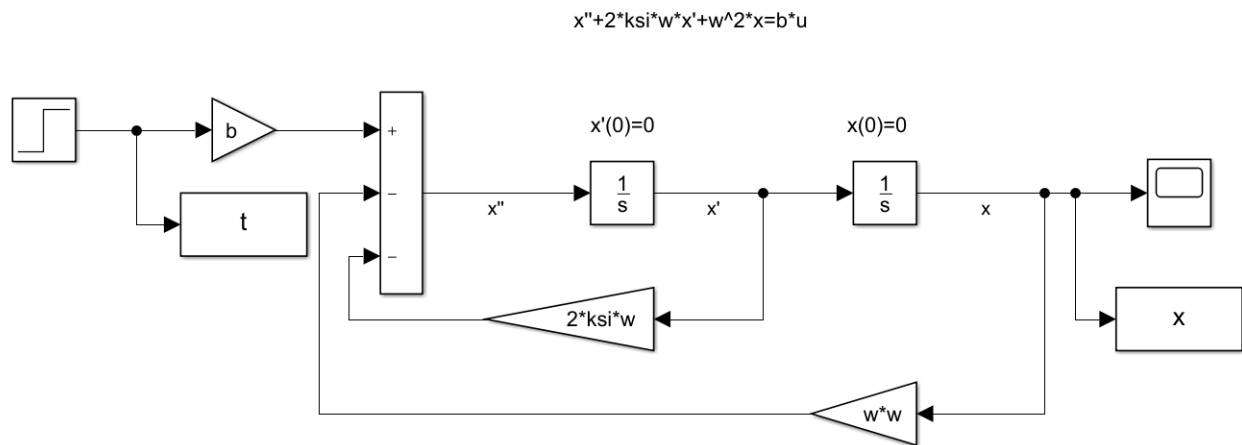 x''+2*ksi*w*x'+w^2*x=b*u
x'(0)=0
x(0)=0
b
+
−
−
x''
1
s
x'
1
s
x
t
2*ksi*w
x
w*w